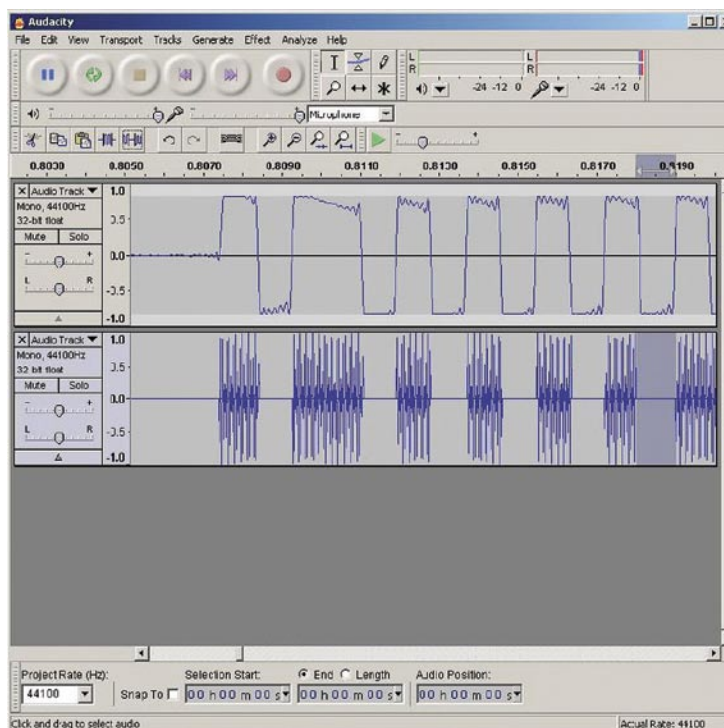 Audacity
File Edit View Transport Tracks Generate Effect Analyze Help
L
R
-24 -12 0
L
R
-24 -12 0
Microphone
0.8030 0.8050 0.8070 0.8090 0.8110 0.8130 0.8150 0.8170 0.8190
Audio Track
Mono, 44100Hz
32-bit float
Mute Solo
- +
L R
1.0
0.5
0.0
-0.5
-1.0
Audio Track
Mono, 44100Hz
32-bit float
Mute Solo
- +
L R
1.0
0.5
0.0
-0.5
-1.0
Project Rate (Hz): Selection Start: End Length Audio Position:
44100 Snap To 00 h 00 m 00 s 00 h 00 m 00 s 00 h 00 m 00 s
Click and drag to select audio Actual Rate: 44100